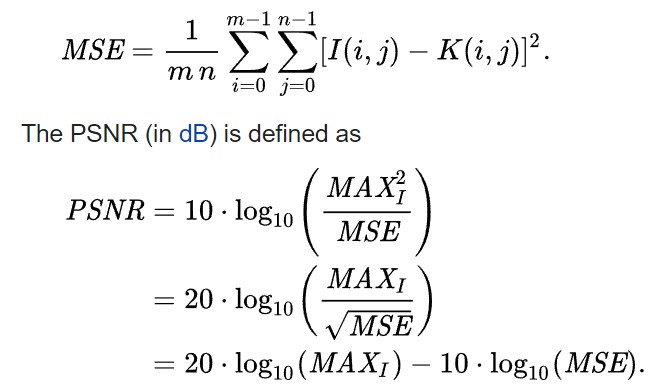 MSE = \frac{1}{m\,n} \sum_{i=0}^{m-1} \sum_{j=0}^{n-1} [I(i,j) - K(i,j)]^2.
The PSNR (in dB) is defined as
PSNR = 10 \cdot \log_{10} \left( \frac{MAX_I^2}{MSE} \right)
= 20 \cdot \log_{10} \left( \frac{MAX_I}{\sqrt{MSE}} \right)
= 20 \cdot \log_{10}(MAX_I) - 10 \cdot \log_{10}(MSE).